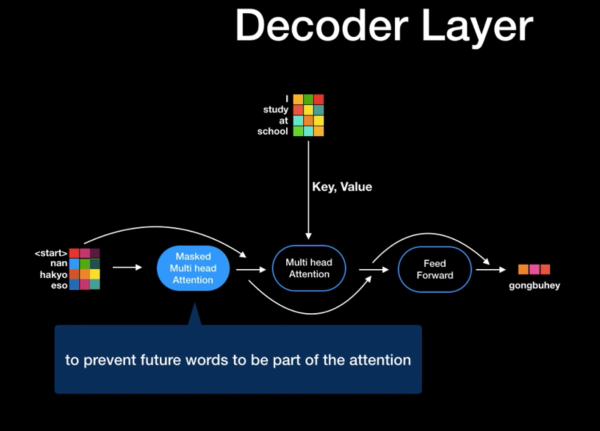 Decoder Layer
I
study
at
school
Key, Value
<start>
nan
hakyo
eso
Masked
Multi head
Attention
Multi head
Attention
Feed
Forward
gongbuhey
to prevent future words to be part of the attention